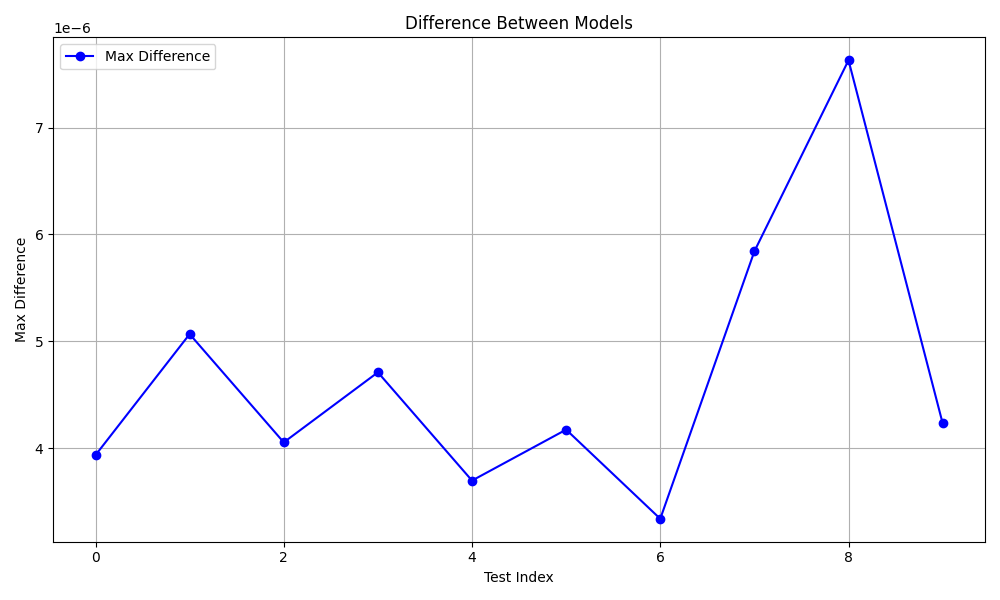 Difference Between Models
1e−6
Max Difference
7
6
5
4
Max Difference
0 2 4 6 8
Test Index